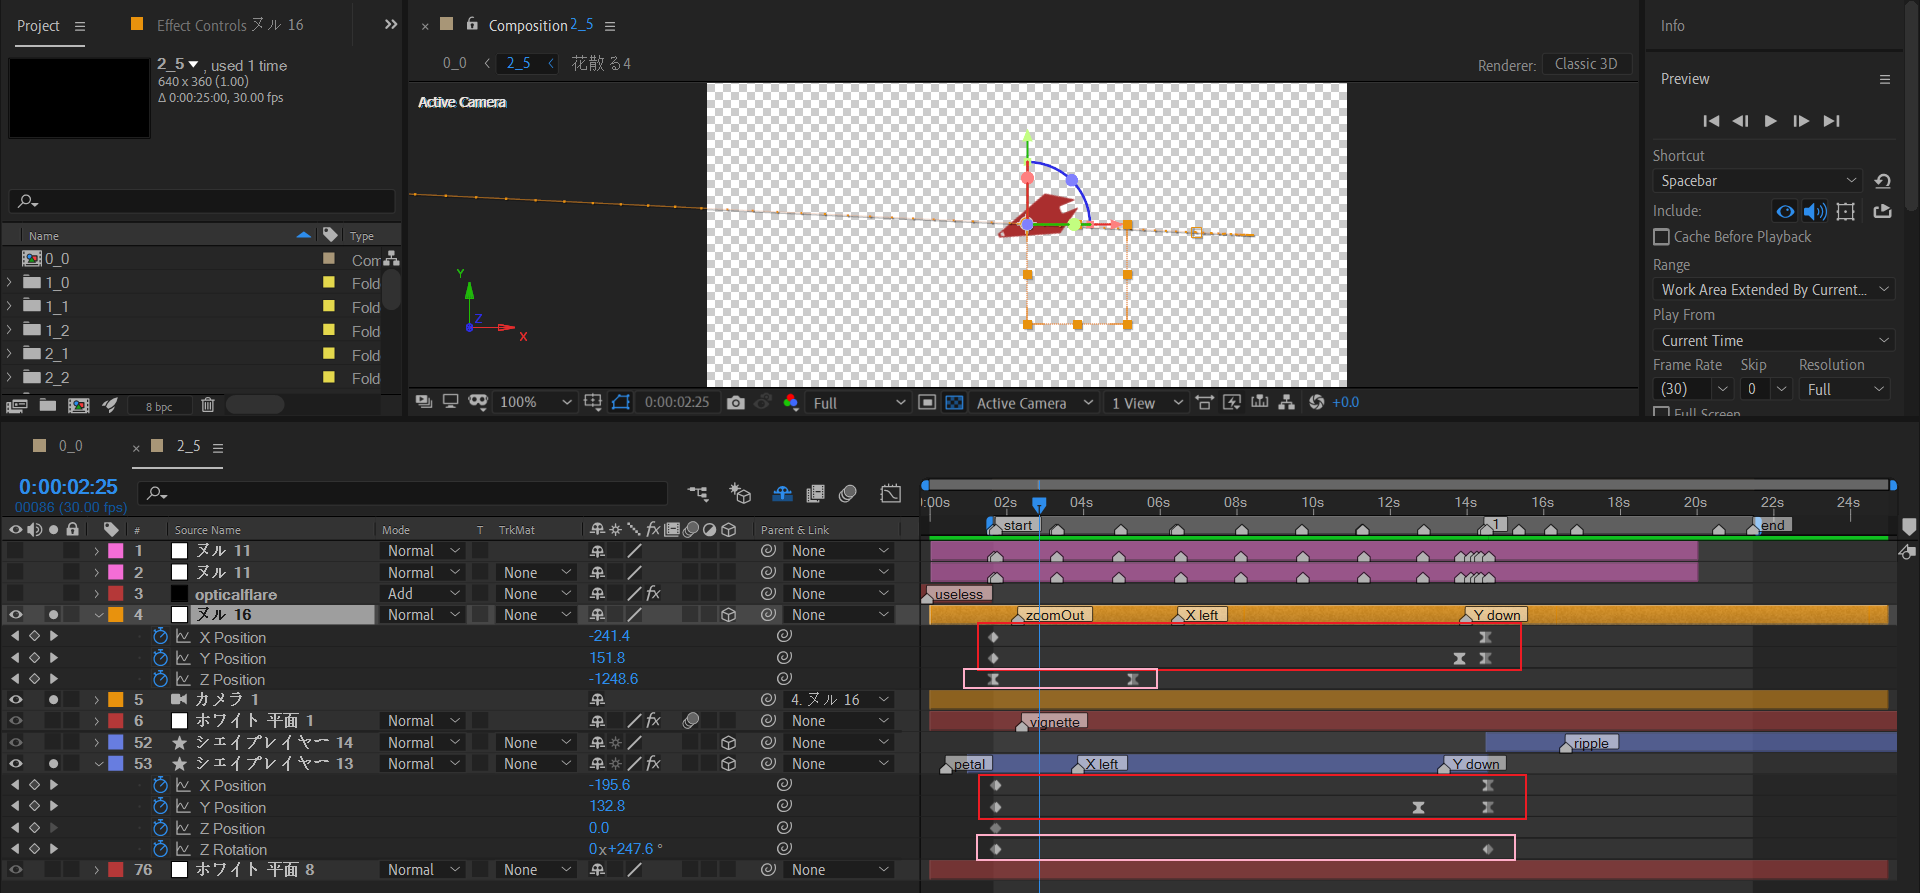 Project
Effect Controls ヌル 16
Composition 2_5
Info
2_5 , used 1 time
640 x 360 (1.00)
Δ 0:00:25:00, 30.00 fps
0_0
2_5
花散る4
Renderer:
Classic 3D
Active Camera
Preview
Shortcut
Spacebar
Include:
Cache Before Playback
Range
Work Area Extended By Current...
Play From
Current Time
Frame Rate
Skip
Resolution
(30)
0
Full
Full Screen
Name
Type
0_0
Com
1_0
Fold
1_1
Fold
1_2
Fold
2_1
Fold
2_2
Fold
8 bpc
Y
Z
X
100%
0:00:02:25
Full
Active Camera
1 View
+0.0
0_0
2_5
0:00:02:25
00086 (30.00 fps)
:00s
02s
04s
06s
08s
10s
12s
14s
16s
18s
20s
22s
24s
#
Source Name
Mode
T
TrkMat
Parent & Link
start
1
end
1
ヌル 11
Normal
None
2
ヌル 11
Normal
None
None
3
opticalflare
Add
None
None
useless
4
ヌル 16
Normal
None
None
zoomOut
X left
Y down
X Position
-241.4
Y Position
151.8
Z Position
-1248.6
5
カメラ 1
4. ヌル 16
6
ホワイト 平面 1
Normal
None
None
vignette
52
シェイプレイヤー 14
Normal
None
None
ripple
53
シェイプレイヤー 13
Normal
None
None
petal
X left
Y down
X Position
-195.6
Y Position
132.8
Z Position
0.0
Z Rotation
0x+247.6 °
76
ホワイト 平面 8
Normal
None
None